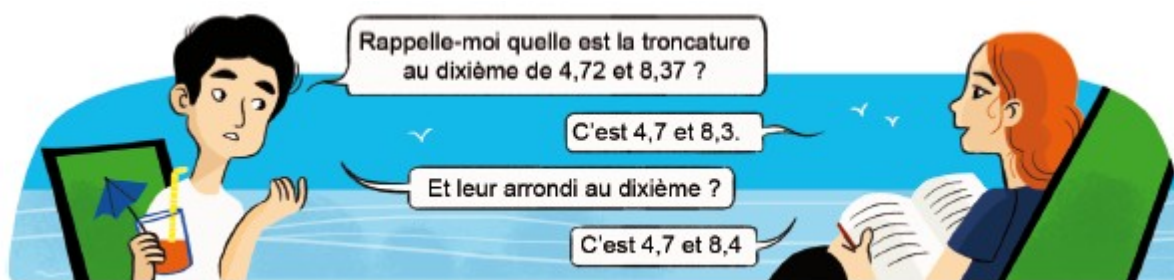 Rappelle-moi quelle est la troncature
au dixième de 4,72 et 8,37 ?
C'est 4,7 et 8,3.
Et leur arrondi au dixième ?
C'est 4,7 et 8,4